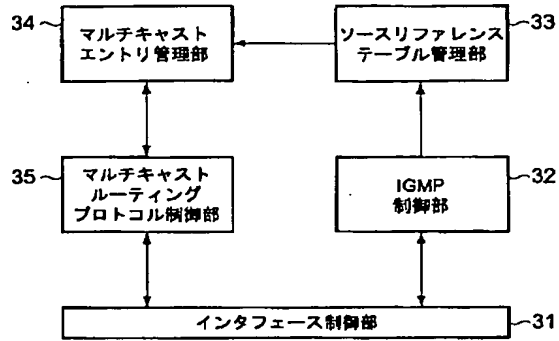 34
マルチキャスト
エントリ管理部
ソースリファレンス
テーブル管理部
33
35
マルチキャスト
ルーティング
プロトコル制御部
IGMP
制御部
32
インタフェース制御部
31